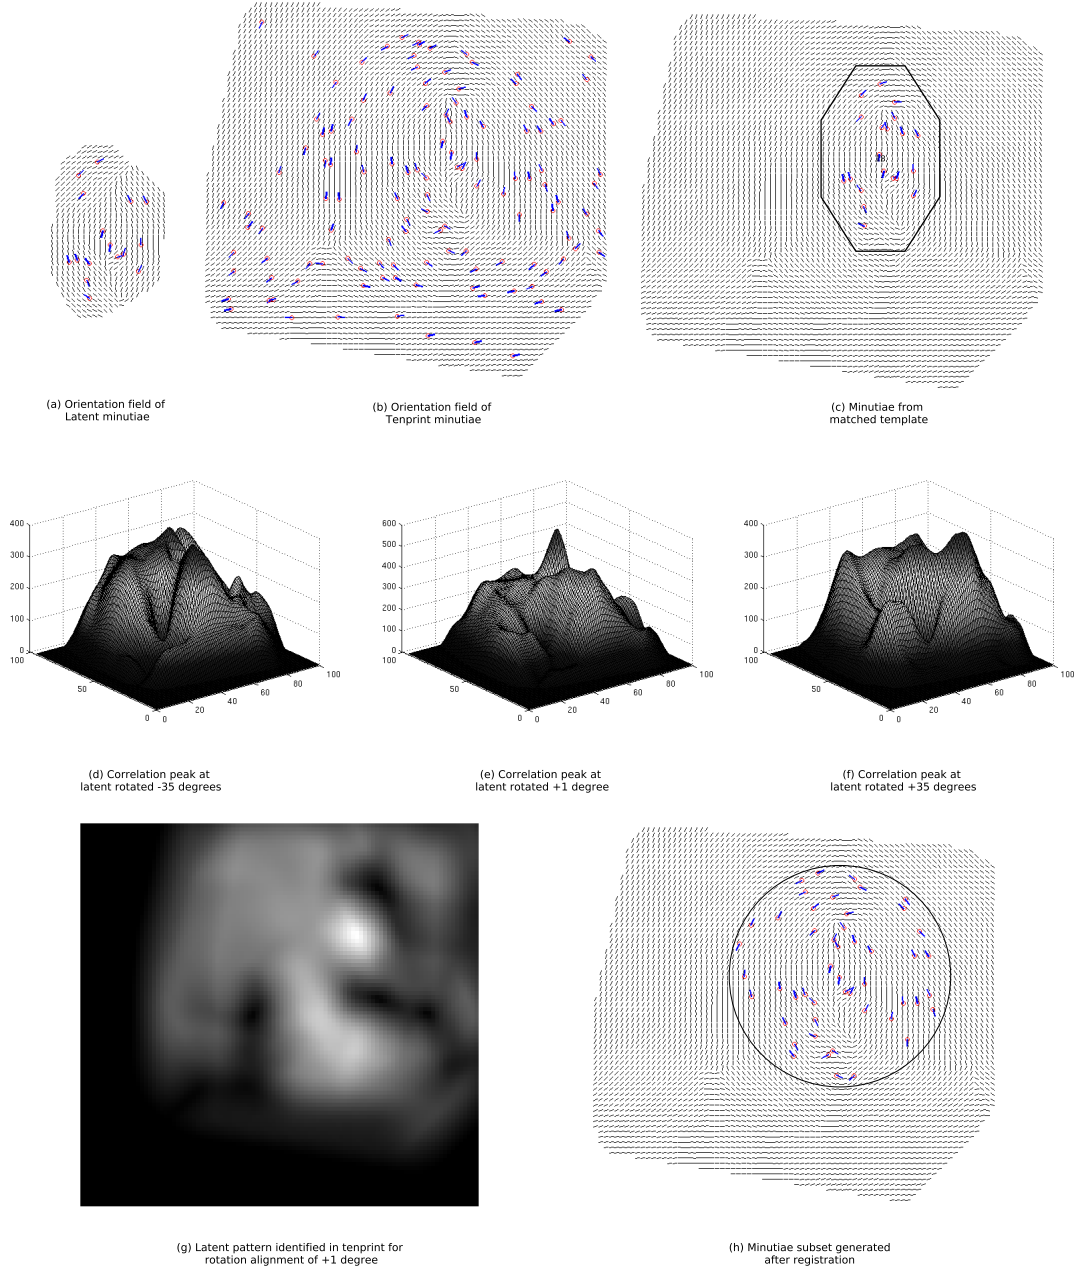 (a) Orientation field of
Latent minutiae
(b) Orientation field of
Tenprint minutiae
(c) Minutiae from
matched template
400
300
200
100
0
100
50
0
0
20
40
60
80
100
600
500
400
300
200
100
0
100
50
0
0
20
40
60
80
100
400
300
200
100
0
100
50
0
0
20
40
60
80
100
(d) Correlation peak at
latent rotated -35 degrees
(e) Correlation peak at
latent rotated +1 degree
(f) Correlation peak at
latent rotated +35 degrees
(g) Latent pattern identified in tenprint for
rotation alignment of +1 degree
(h) Minutiae subset generated
after registration